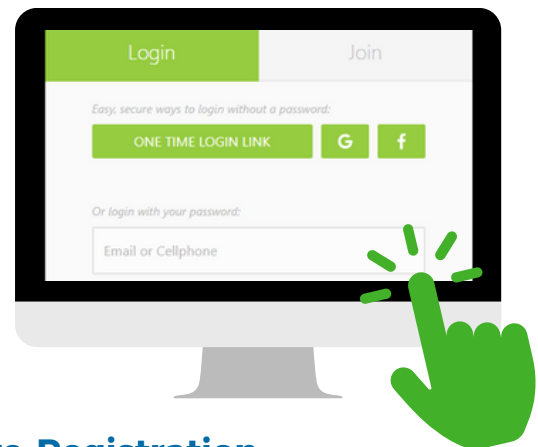 Login Join
Easy, secure ways to login without a password:
ONE TIME LOGIN LINK G f
Or login with your password:
Email or Cellphone
Registration